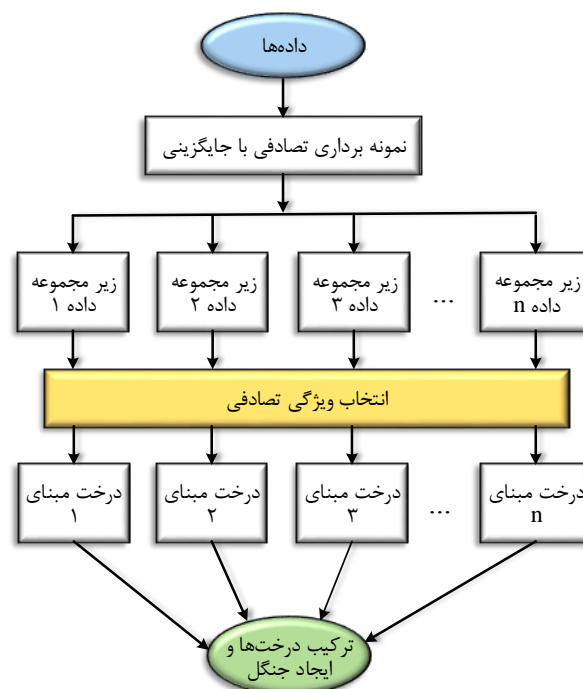 داده‌ها
نمونه برداری تصادفی با جایگزینی
زیر مجموعه
داده ۱
زیر مجموعه
داده ۲
زیر مجموعه
داده ۳
...
زیر مجموعه
داده n
انتخاب ویژگی تصادفی
درخت مبنای
۱
درخت مبنای
۲
درخت مبنای
۳
...
درخت مبنای
n
ترکیب درخت‌ها و
ایجاد جنگل